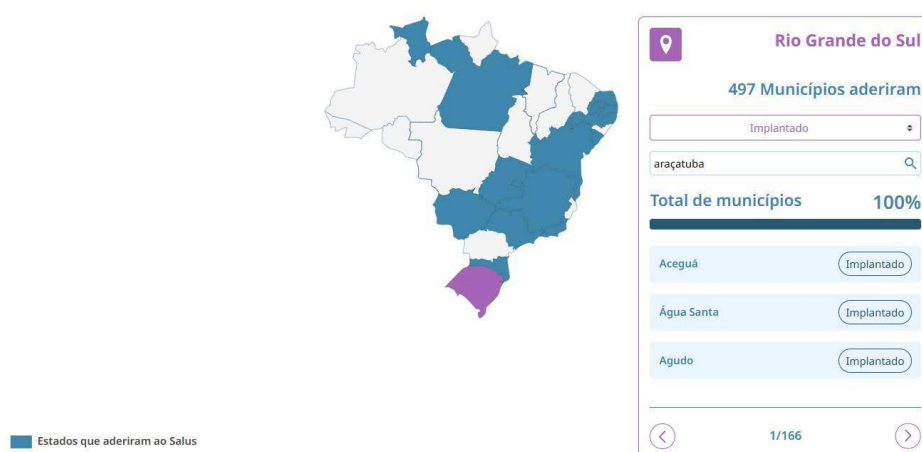 Rio Grande do Sul
497 Municípios aderiram
Implantado
araçatuba
Total de municípios 100%
Aceguá Implantado
Água Santa Implantado
Agudo Implantado
1/166
Estados que aderiram ao Salus